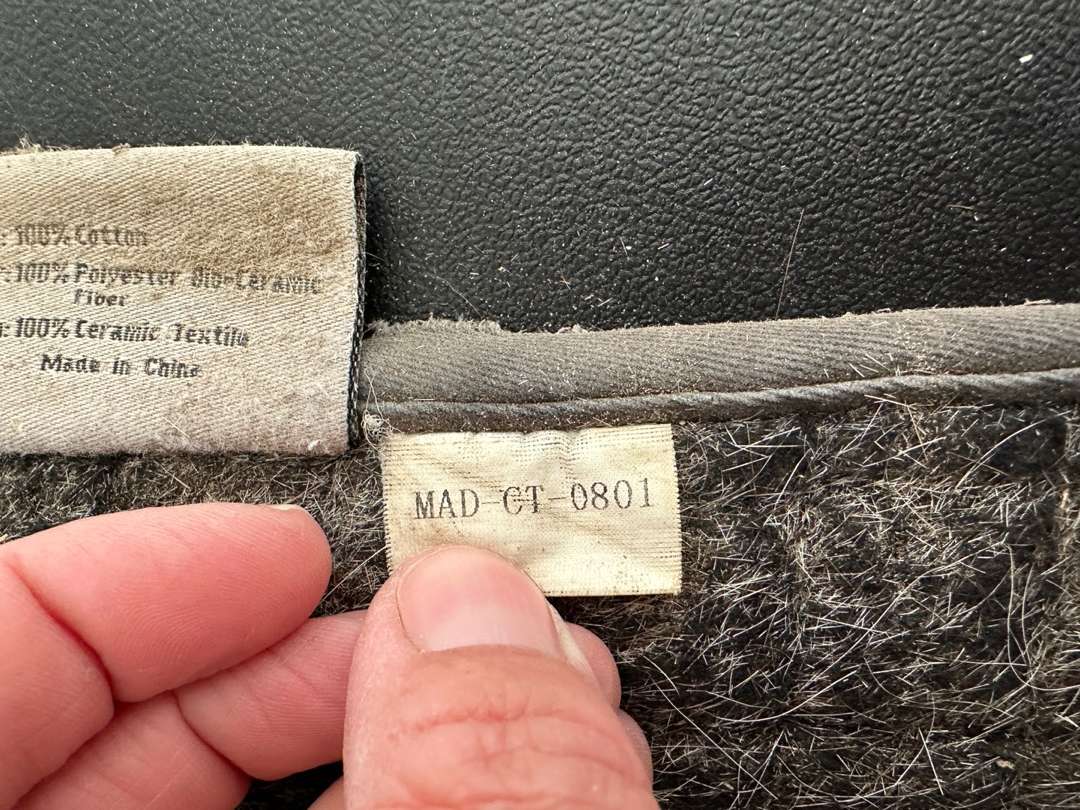 : 100% Cotton
: 100% Polyester Bio-Ceramic
Fiber
: 100% Ceramic Textile
Made in China
MAD-CT-0801